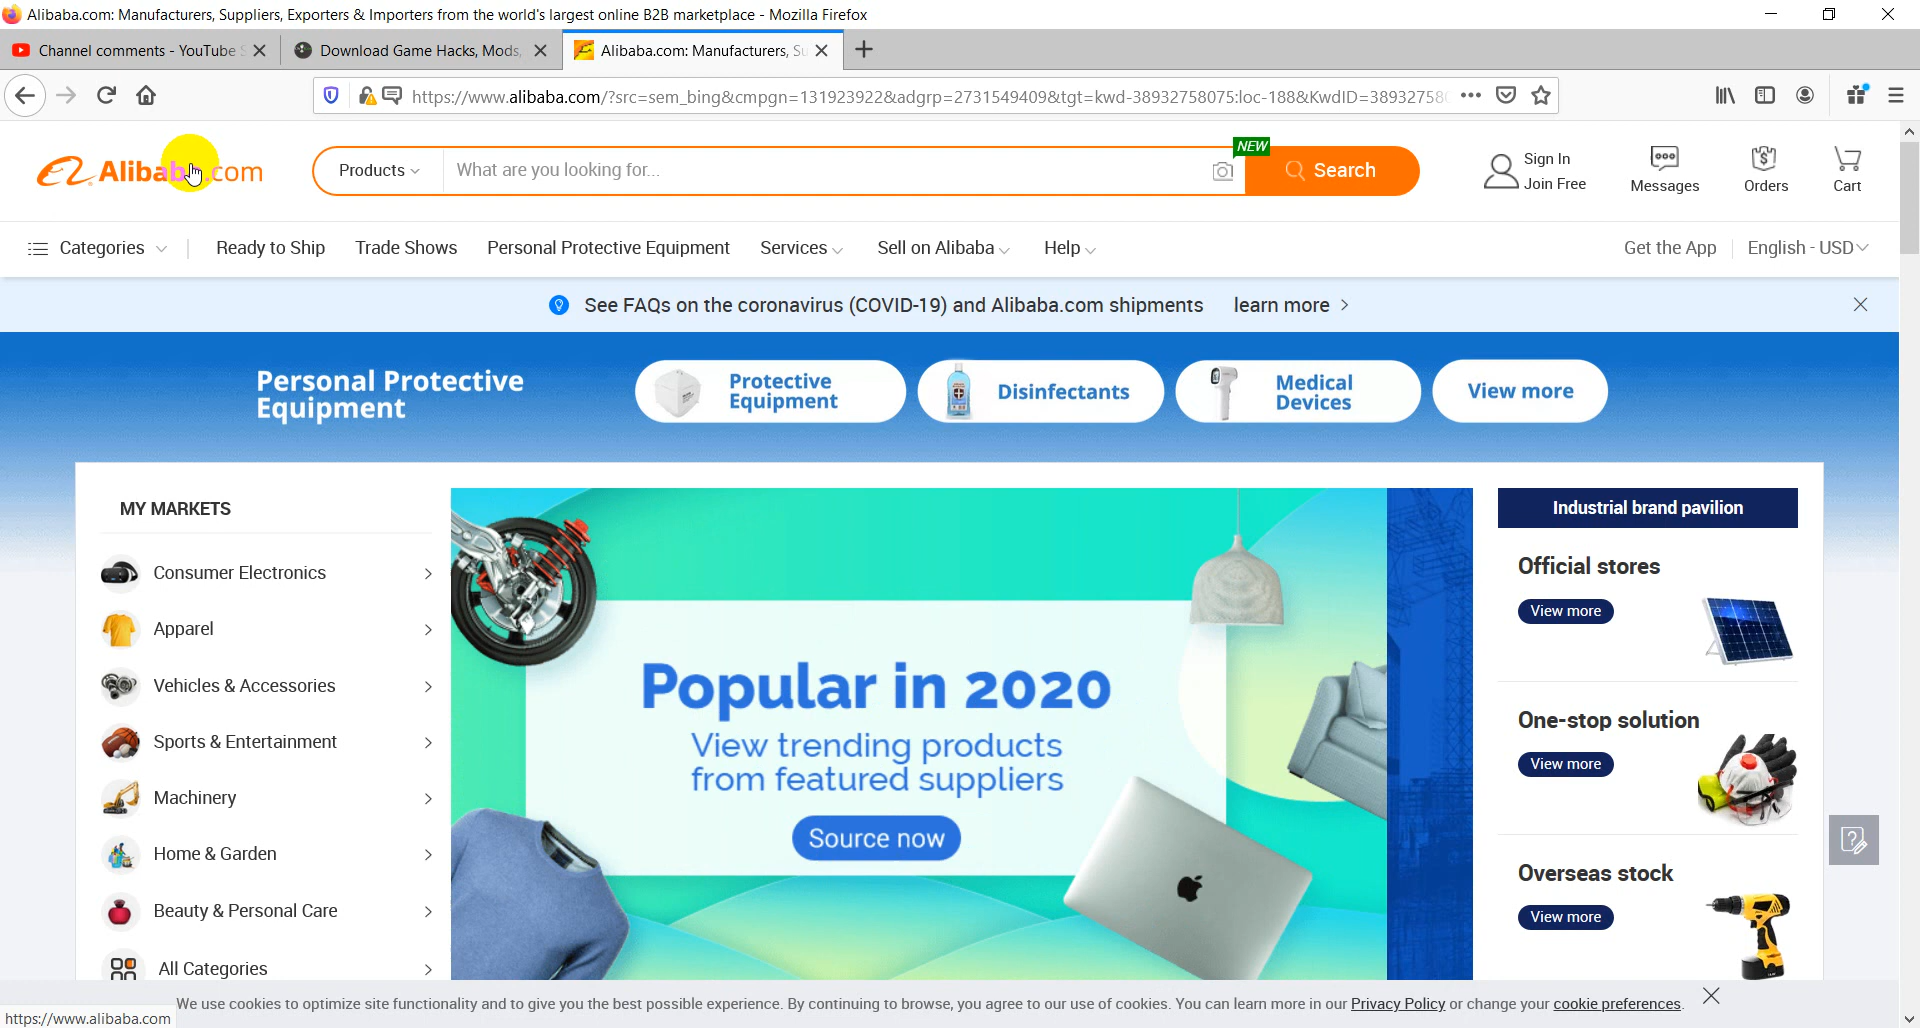 Alibaba.com: Manufacturers, Suppliers, Exporters & Importers from the world's largest online B2B marketplace - Mozilla Firefox
Channel comments - YouTube S
Download Game Hacks, Mods,
Alibaba.com: Manufacturers, Su
https://www.alibaba.com/?src=sem_bing&cmpgn=131923922&adgrp=2731549409&tgt=kwd-38932758075:loc-188&KwdID=38932758
Alibaba.com
Products
What are you looking for...
NEW
Search
Sign In
Join Free
Messages
Orders
Cart
Categories
Ready to Ship
Trade Shows
Personal Protective Equipment
Services
Sell on Alibaba
Help
Get the App
English - USD
See FAQs on the coronavirus (COVID-19) and Alibaba.com shipments
learn more
Personal Protective
Equipment
Protective
Equipment
Disinfectants
Medical
Devices
View more
MY MARKETS
Consumer Electronics
Apparel
Vehicles & Accessories
Sports & Entertainment
Machinery
Home & Garden
Beauty & Personal Care
All Categories
Popular in 2020
View trending products
from featured suppliers
Source now
Industrial brand pavilion
Official stores
View more
One-stop solution
View more
Overseas stock
View more
We use cookies to optimize site functionality and to give you the best possible experience. By continuing to browse, you agree to our use of cookies. You can learn more in our Privacy Policy or change your cookie preferences.
https://www.alibaba.com